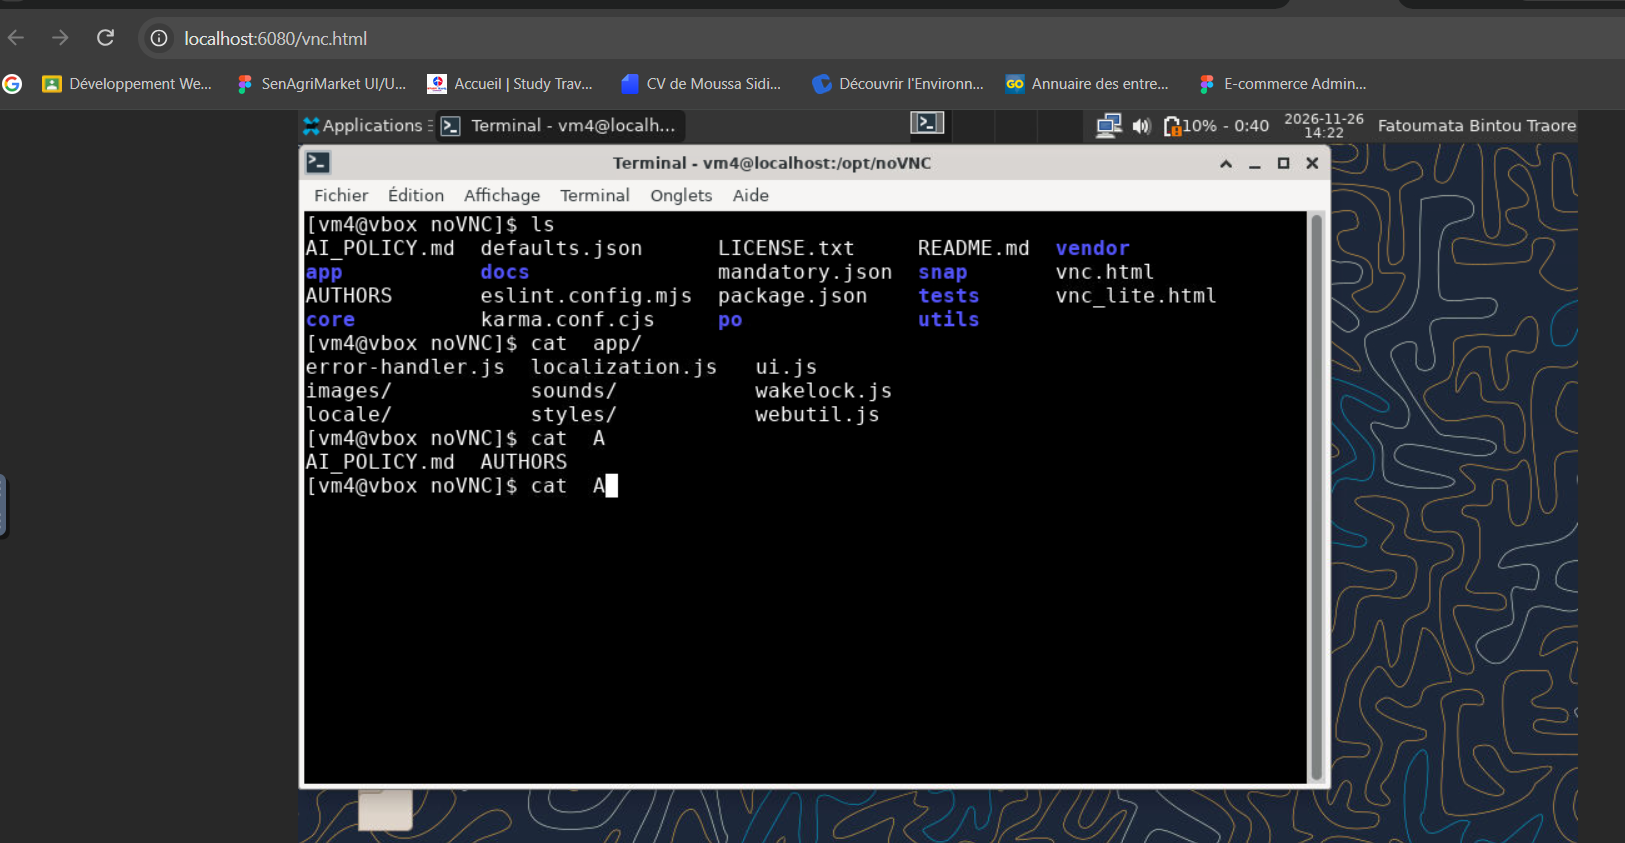 localhost:6080/vnc.html
Développement We... SenAgriMarket UI/U... Accueil | Study Trav... CV de Moussa Sidi... Découvrir l'Environn... GO Annuaire des entre... E-commerce Admin...
Applications Terminal - vm4@localh... 10% - 0:40 2026-11-26 14:22 Fatoumata Bintou Traore
Terminal - vm4@localhost:/opt/noVNC
Fichier Édition Affichage Terminal Onglets Aide
[vm4@vbox noVNC]$ ls
AI_POLICY.md defaults.json LICENSE.txt README.md vendor
app docs mandatory.json snap vnc.html
AUTHORS eslint.config.mjs package.json tests vnc_lite.html
core karma.conf.cjs po utils
[vm4@vbox noVNC]$ cat  app/
error-handler.js localization.js ui.js
images/ sounds/ wakelock.js
locale/ styles/ webutil.js
[vm4@vbox noVNC]$ cat  A
AI_POLICY.md AUTHORS
[vm4@vbox noVNC]$ cat  A